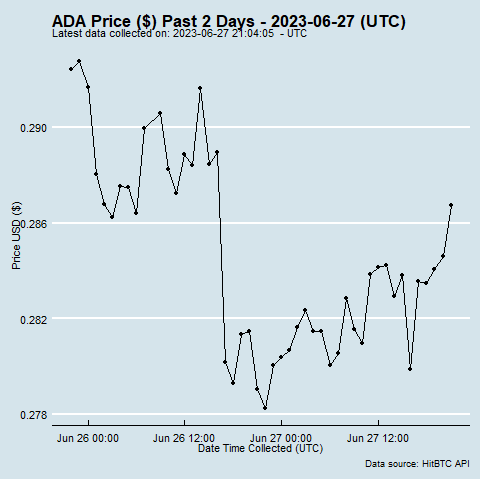 ADA Price ($) Past 2 Days - 2023-06-27 (UTC)
Latest data collected on: 2023-06-27 21:04:05  - UTC
0.290
0.286
0.282
0.278
Price USD ($)
Jun 26 00:00
Jun 26 12:00
Jun 27 00:00
Jun 27 12:00
Date Time Collected (UTC)
Data source: HitBTC API